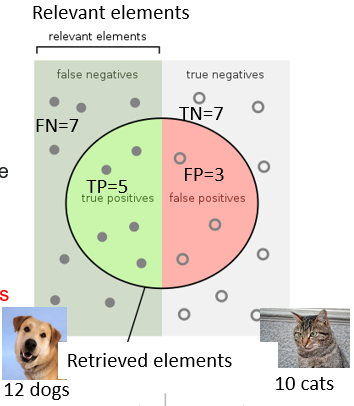 Relevant elements
relevant elements
false negatives
true negatives
TN=7
FN=7
TP=5
FP=3
true positives
false positives
e
s
Retrieved elements
12 dogs
10 cats